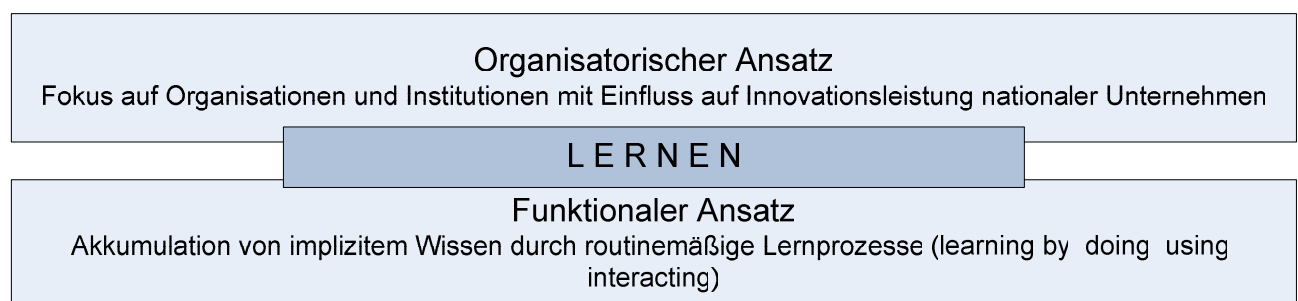 Organisatorischer Ansatz
Fokus auf Organisationen und Institutionen mit Einfluss auf Innovationsleistung nationaler Unternehmen
L E R N E N
Funktionaler Ansatz
Akkumulation von implizitem Wissen durch routinemäßige Lernprozesse (learning by doing using
interacting)